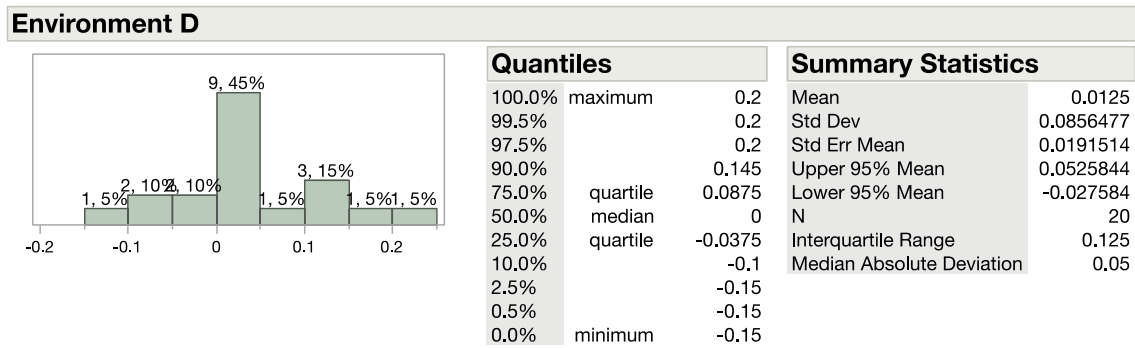 Environment D
9, 45%
3, 15%
2, 10% 2, 10%
1, 5% 1, 5% 1, 5% 1, 5%
-0.2 -0.1 0 0.1 0.2
Quantiles
100.0% maximum 0.2
99.5% 0.2
97.5% 0.2
90.0% 0.145
75.0% quartile 0.0875
50.0% median 0
25.0% quartile -0.0375
10.0% -0.1
2.5% -0.15
0.5% -0.15
0.0% minimum -0.15
Summary Statistics
Mean 0.0125
Std Dev 0.0856477
Std Err Mean 0.0191514
Upper 95% Mean 0.0525844
Lower 95% Mean -0.027584
N 20
Interquartile Range 0.125
Median Absolute Deviation 0.05